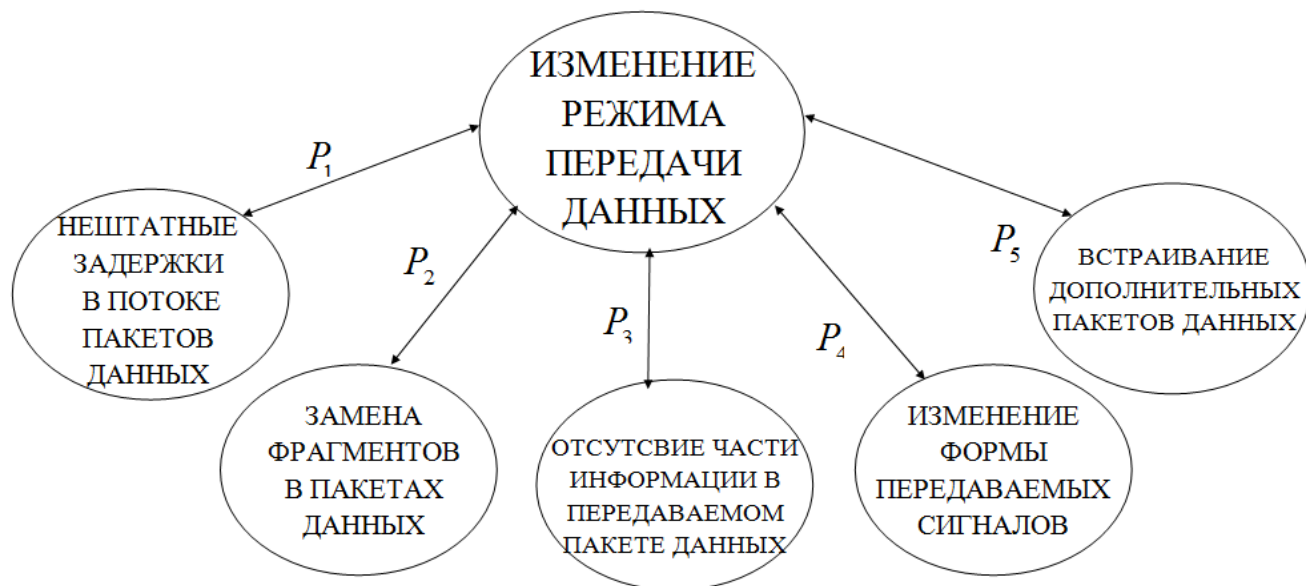 ИЗМЕНЕНИЕ
РЕЖИМА
ПЕРЕДАЧИ
ДАННЫХ
P₁
НЕШТАТНЫЕ
ЗАДЕРЖКИ
В ПОТОКЕ
ПАКЕТОВ
ДАННЫХ
P₂
ЗАМЕНА
ФРАГМЕНТОВ
В ПАКЕТАХ
ДАННЫХ
P₃
ОТСУТСВИЕ ЧАСТИ
ИНФОРМАЦИИ В
ПЕРЕДАВАЕМОМ
ПАКЕТЕ ДАННЫХ
P₄
ИЗМЕНЕНИЕ
ФОРМЫ
ПЕРЕДАВАЕМЫХ
СИГНАЛОВ
P₅
ВСТРАИВАНИЕ
ДОПОЛНИТЕЛЬНЫХ
ПАКЕТОВ ДАННЫХ